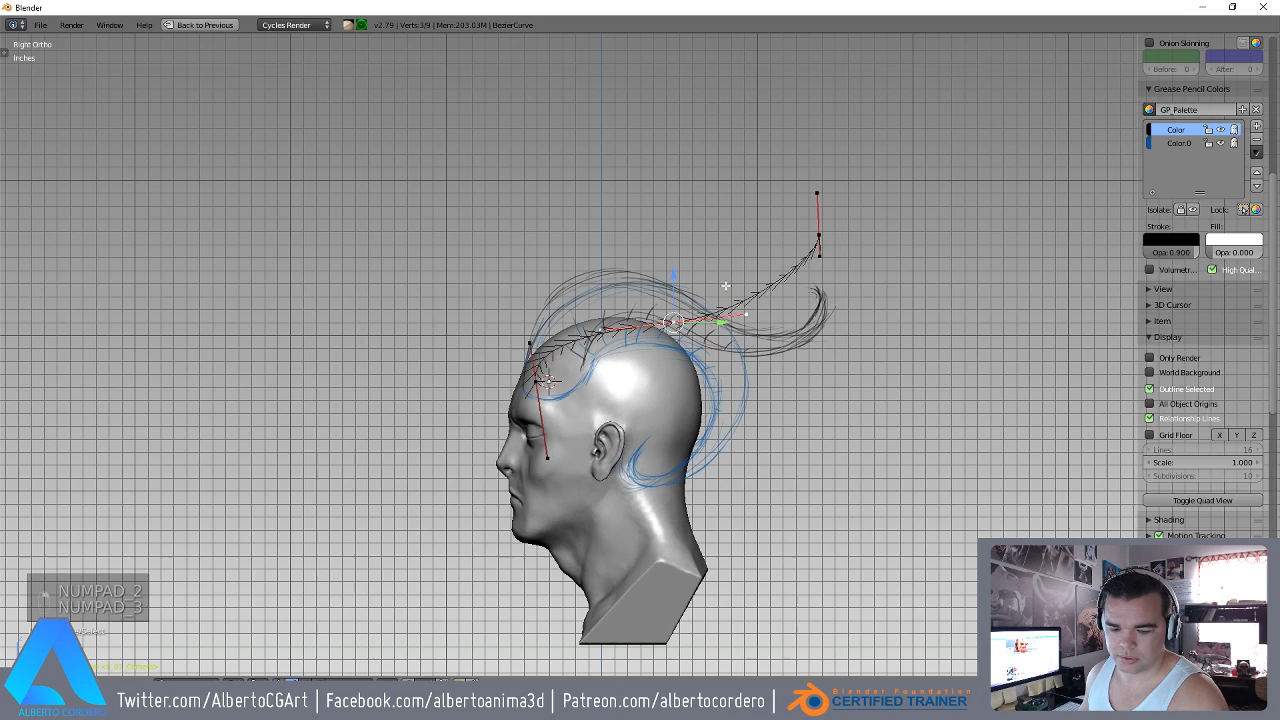 Blender
File Render Window Help Back to Previous Cycles Render v2.79 | Verts:3/9 | Mem:203.03M | BezierCurve
Right Ortho
Inches
Onion Skinning
Before: 0 After: 0
Grease Pencil Colors
GP_Palette
Color
Color.0
Isolate: Lock:
Stroke: Fill:
Opa: 0.900 Opa: 0.000
Volumetri High Qual
View
3D Cursor
Item
Display
Only Render
World Background
Outline Selected
All Object Origins
Relationship Lines
Grid Floor X Y Z
Lines: 16
Scale: 1.000
Subdivisions: 10
Toggle Quad View
Shading
Motion Tracking
NUMPAD_2
NUMPAD_3
Select
ALBERTO CORDERO
Twitter.com/AlbertoCGArt | Facebook.com/albertoanima3d | Patreon.com/albertocordero |
Blender Foundation
CERTIFIED TRAINER